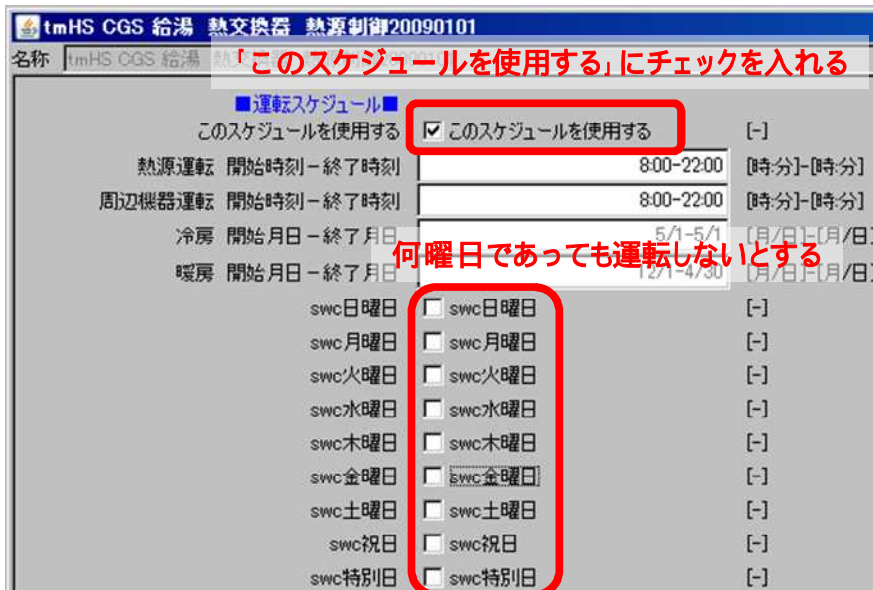 tmHS CGS 給湯 熱交換器 熱源制御20090101
名称 tmHS CGS 給湯
「このスケジュールを使用する」にチェックを入れる
■運転スケジュール■
このスケジュールを使用する このスケジュールを使用する [-]
熱源運転 開始時刻-終了時刻 8:00-22:00 [時:分]-[時:分]
周辺機器運転 開始時刻-終了時刻 8:00-22:00 [時:分]-[時:分]
冷房 開始月日-終了月日 5/1-5/1 [月/日]-[月/日]
何曜日であっても運転しないとする
暖房 開始月日-終了月日 12/1-4/30 [月/日]-[月/日]
swc日曜日 swc日曜日 [-]
swc月曜日 swc月曜日 [-]
swc火曜日 swc火曜日 [-]
swc水曜日 swc水曜日 [-]
swc木曜日 swc木曜日 [-]
swc金曜日 swc金曜日 [-]
swc土曜日 swc土曜日 [-]
swc祝日 swc祝日 [-]
swc特別日 swc特別日 [-]